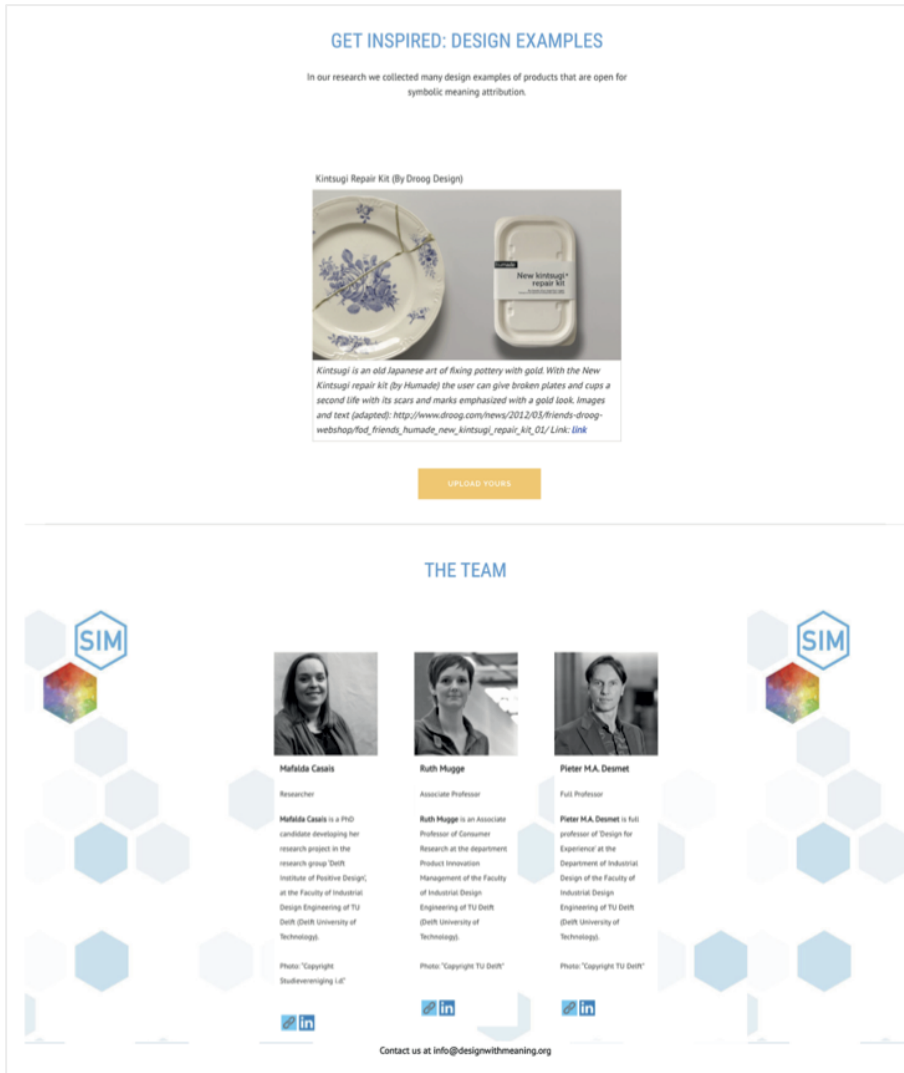 GET INSPIRED: DESIGN EXAMPLES
In our research we collected many design examples of products that are open for
symbolic meaning attribution.
Kintsugi Repair Kit (By Droog Design)
humade
New kintsugi+
repair kit
Kintsugi is an old Japanese art of fixing pottery with gold. With the New
Kintsugi repair kit (by Humade) the user can give broken plates and cups a
second life with its scars and marks emphasized with a gold look. Images
and text (adapted): http://www.droog.com/news/2012/03/friends-droog-
webshop/fod_friends_humade_new_kintsugi_repair_kit_01/ Link: link
UPLOAD YOURS
THE TEAM
SIM
SIM
Mafalda Casais
Researcher
Mafalda Casais is a PhD
candidate developing her
research project in the
research group 'Delft
Institute of Positive Design',
at the Faculty of Industrial
Design Engineering of TU
Delft (Delft University of
Technology).
Photo: "Copyright
Studievereniging i.d"
in
Ruth Mugge
Associate Professor
Ruth Mugge is an Associate
Professor of Consumer
Research at the department
Product Innovation
Management of the Faculty
of Industrial Design
Engineering of TU Delft
(Delft University of
Technology).
Photo: "Copyright TU Delft"
in
Pieter M.A. Desmet
Full Professor
Pieter M.A. Desmet is full
professor of 'Design for
Experience' at the
Department of Industrial
Design of the Faculty of
Industrial Design
Engineering of TU Delft
(Delft University of
Technology).
Photo: "Copyright TU Delft"
in
Contact us at info@designwithmeaning.org